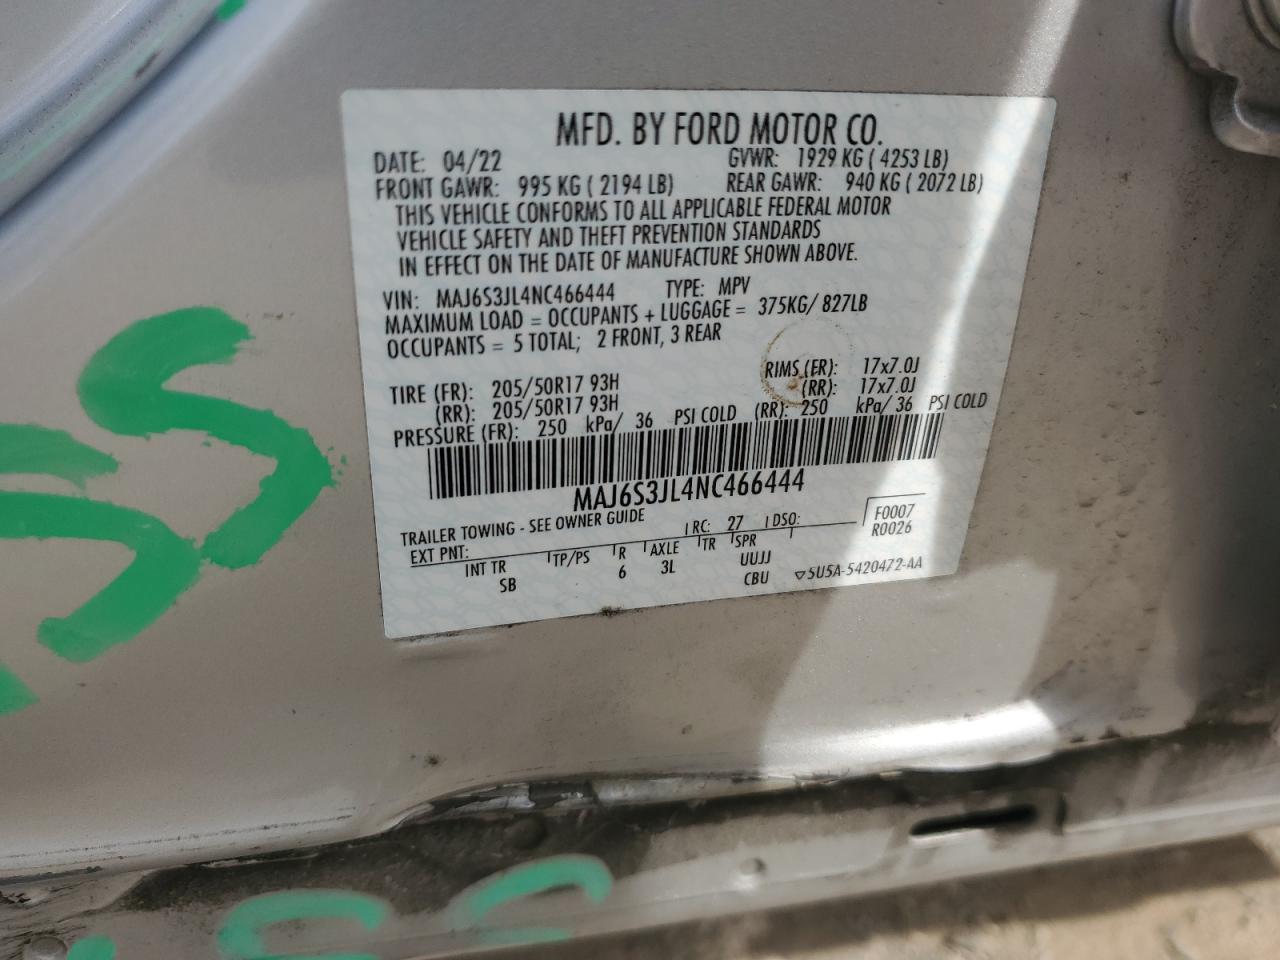 MFD. BY FORD MOTOR CO.
DATE: 04/22 GVWR: 1929 KG ( 4253 LB)
FRONT GAWR: 995 KG ( 2194 LB) REAR GAWR: 940 KG ( 2072 LB)
THIS VEHICLE CONFORMS TO ALL APPLICABLE FEDERAL MOTOR
VEHICLE SAFETY AND THEFT PREVENTION STANDARDS
IN EFFECT ON THE DATE OF MANUFACTURE SHOWN ABOVE.
VIN: MAJ6S3JL4NC466444 TYPE: MPV
MAXIMUM LOAD = OCCUPANTS + LUGGAGE = 375KG/ 827LB
OCCUPANTS = 5 TOTAL; 2 FRONT, 3 REAR
TIRE (FR): 205/50R17 93H RIMS (ER): 17x7.0J
(RR): 205/50R17 93H (RR): 17x7.0J
PRESSURE (FR): 250 kPa/ 36 PSI COLD (RR): 250 kPa/ 36 PSI COLD
MAJ6S3JL4NC466444
TRAILER TOWING - SEE OWNER GUIDE
EXT PNT: RC: 27 DSO: F0007
R0026
INT TR TP/PS R AXLE TR SPR
SB 6 3L UUJJ
CBU 5U5A-5420472-AA